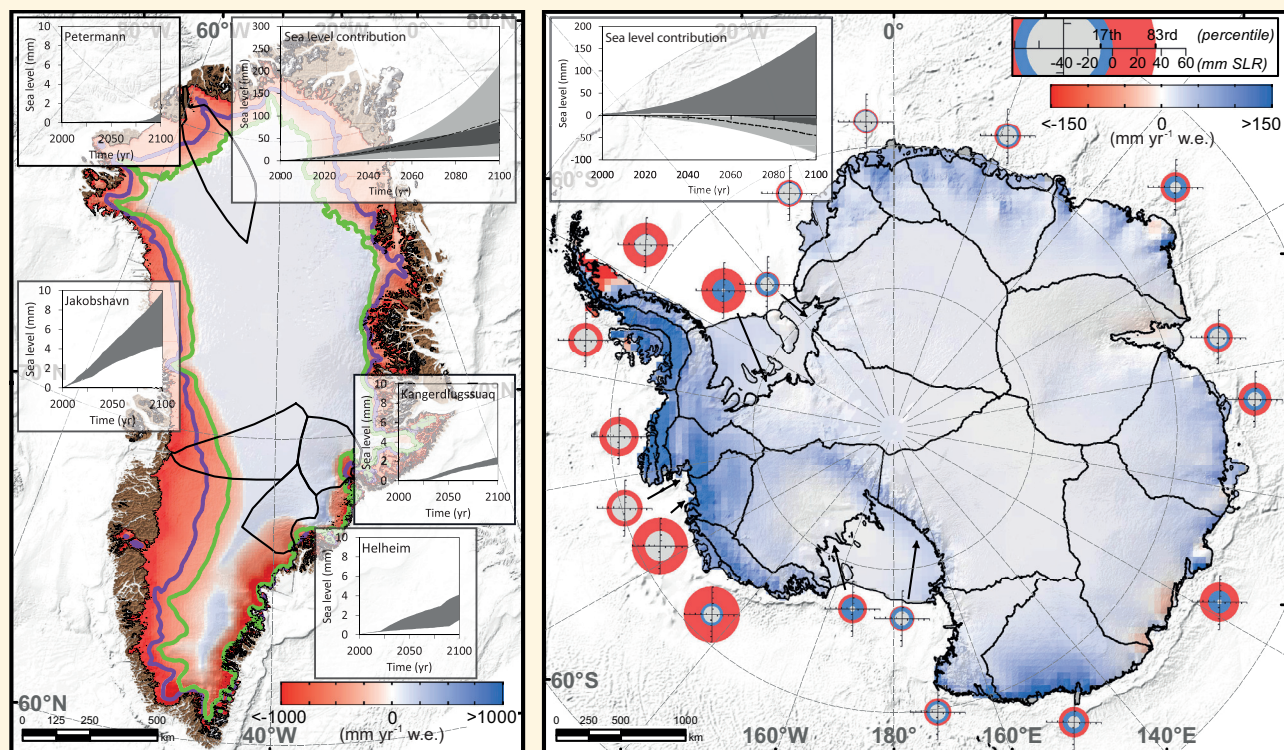 60°W
80°N
Petermann
Sea level (mm)
10
8
6
4
2
0
2000 2050 2100
Time (yr)
Sea level contribution
Sea level (mm)
300
250
200
150
100
50
0
2000 2020 2040 2060 2080 2100
Time (yr)
Jakobshavn
Sea level (mm)
10
8
6
4
2
0
2000 2050 2100
Time (yr)
70°N
Kangerdlugssuaq
Sea level (mm)
10
8
6
4
2
0
2000 2050 2100
Time (yr)
Helheim
Sea level (mm)
10
8
6
4
2
0
2000 2050 2100
Time (yr)
60°N
0 125 250 500
km
40°W
<-1000 0 >1000
(mm yr⁻¹ w.e.)
0°
Sea level contribution
Sea level (mm)
200
150
100
50
0
-50
-100
2000 2020 2040 2060 2080 2100
Time (yr)
17th 83rd (percentile)
-40 -20 0 20 40 60 (mm SLR)
<-150 0 >150
(mm yr⁻¹ w.e.)
60°S
60°S
0 250 500 1000
km
180°W
160°E
140°E